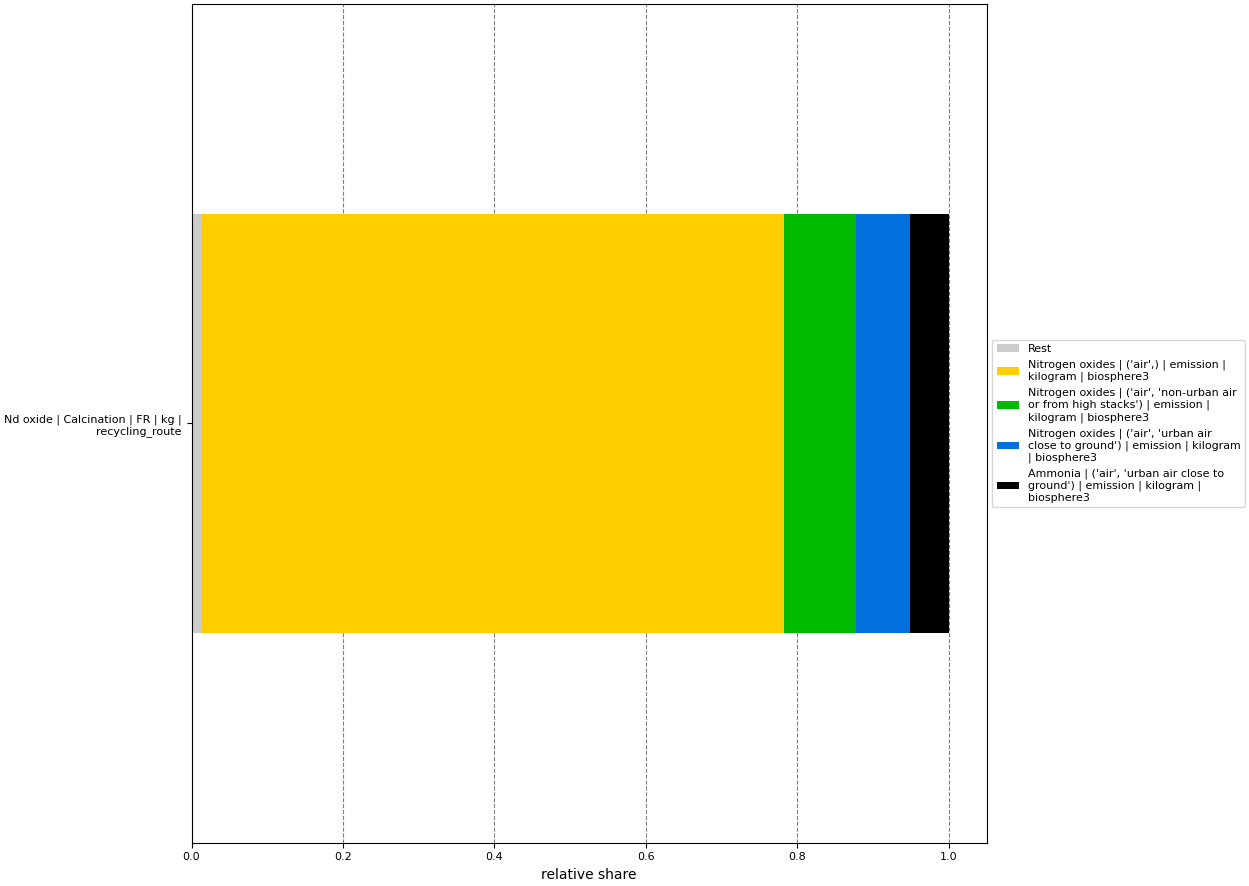 Nd oxide | Calcination | FR | kg |
recycling_route
0.0
0.2
0.4
0.6
0.8
1.0
relative share
Rest
Nitrogen oxides | ('air',) | emission |
kilogram | biosphere3
Nitrogen oxides | ('air', 'non-urban air
or from high stacks') | emission |
kilogram | biosphere3
Nitrogen oxides | ('air', 'urban air
close to ground') | emission | kilogram
| biosphere3
Ammonia | ('air', 'urban air close to
ground') | emission | kilogram |
biosphere3